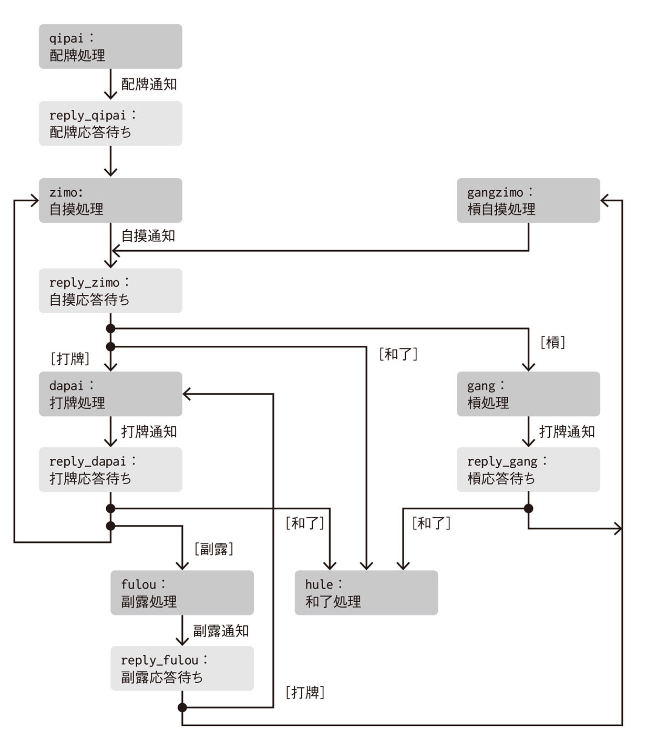 qipai：
配牌処理
配牌通知
reply_qipai：
配牌応答待ち
zimo:
自摸処理
gangzimo：
槓自摸処理
自摸通知
reply_zimo：
自摸応答待ち
[打牌]
[和了]
[槓]
dapai：
打牌処理
gang：
槓処理
打牌通知
打牌通知
reply_dapai：
打牌応答待ち
reply_gang：
槓応答待ち
[和了]
[和了]
[副露]
fulou：
副露処理
hule：
和了処理
副露通知
reply_fulou：
副露応答待ち
[打牌]